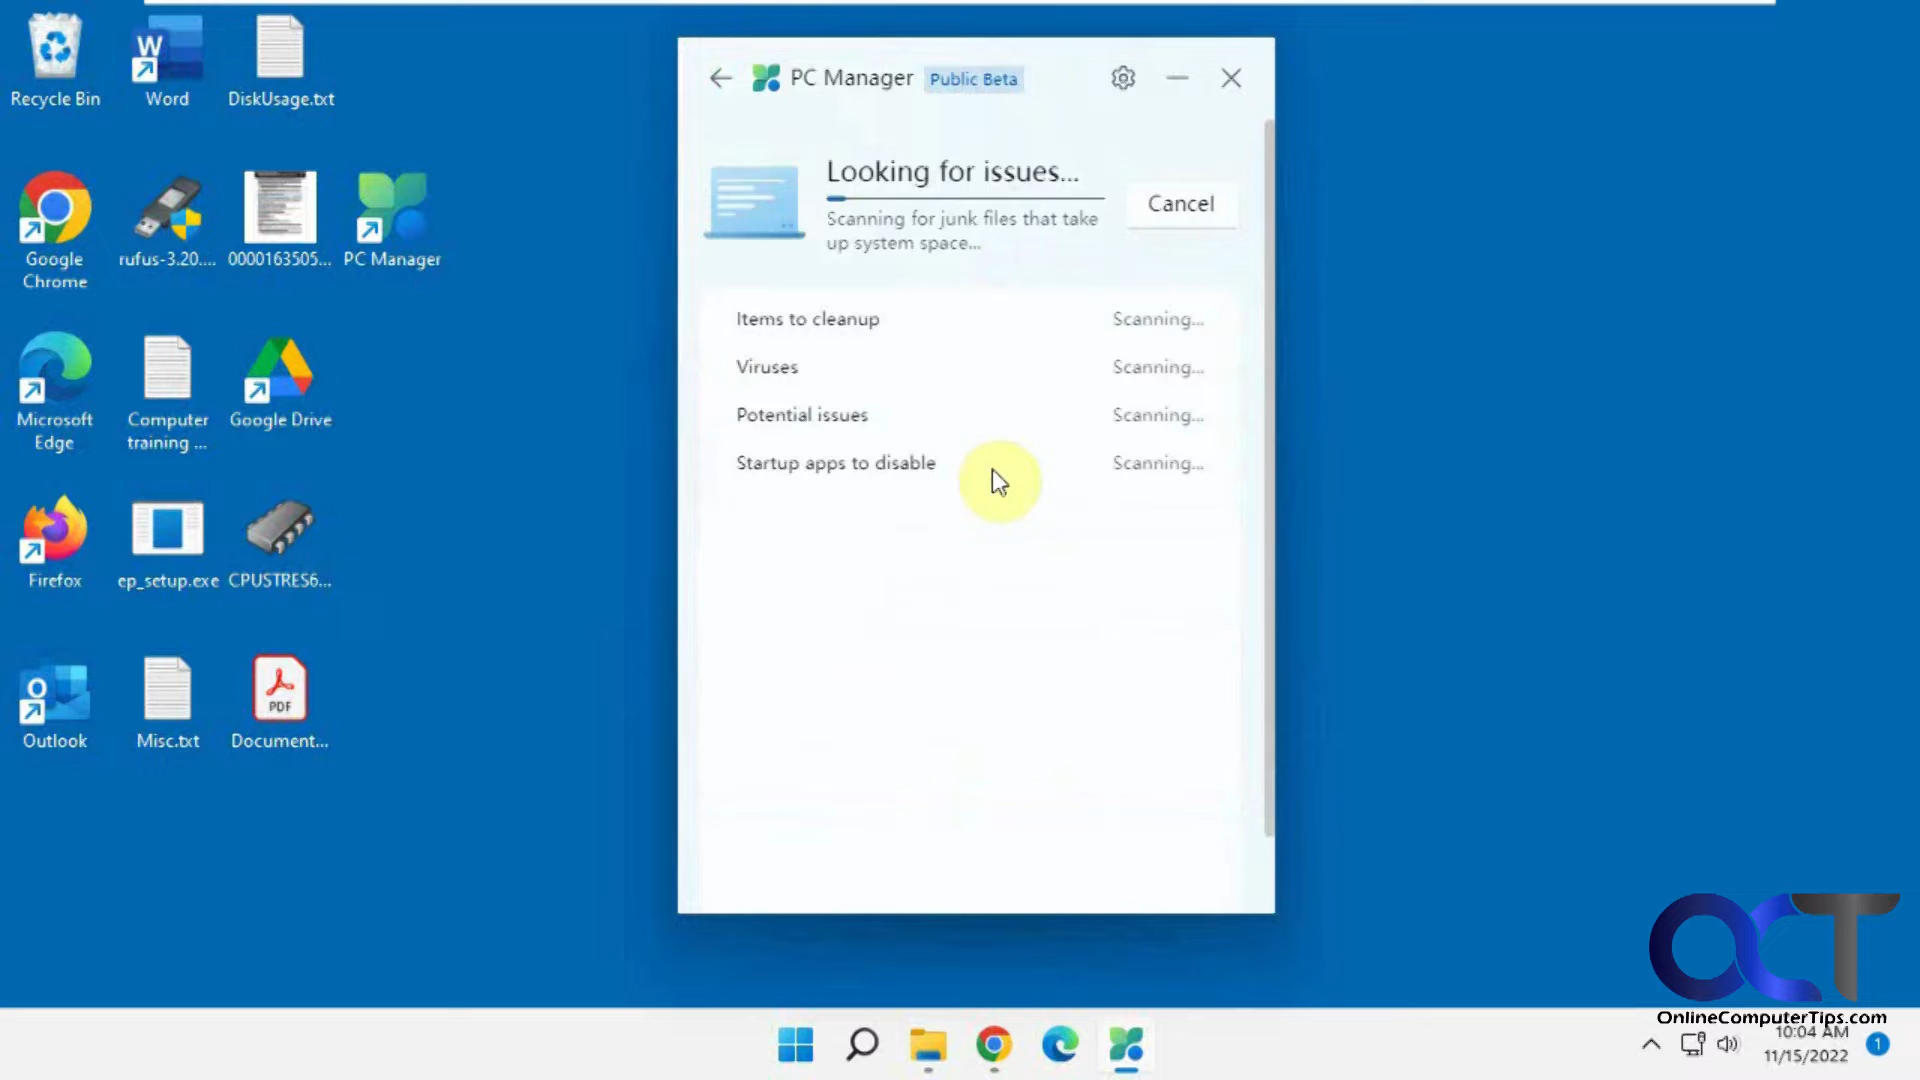 Recycle Bin
Word
DiskUsage.txt
Google
Chrome
rufus-3.20....
0000163505...
PC Manager
Microsoft
Edge
Computer
training ...
Google Drive
Firefox
ep_setup.exe
CPUSTRES6...
Outlook
Misc.txt
PDF
Document...
PC Manager
Public Beta
Looking for issues...
Scanning for junk files that take
up system space...
Cancel
Items to cleanup
Scanning...
Viruses
Scanning...
Potential issues
Scanning...
Startup apps to disable
Scanning...
OCT
OnlineComputerTips.com
10:04 AM
11/15/2022
1